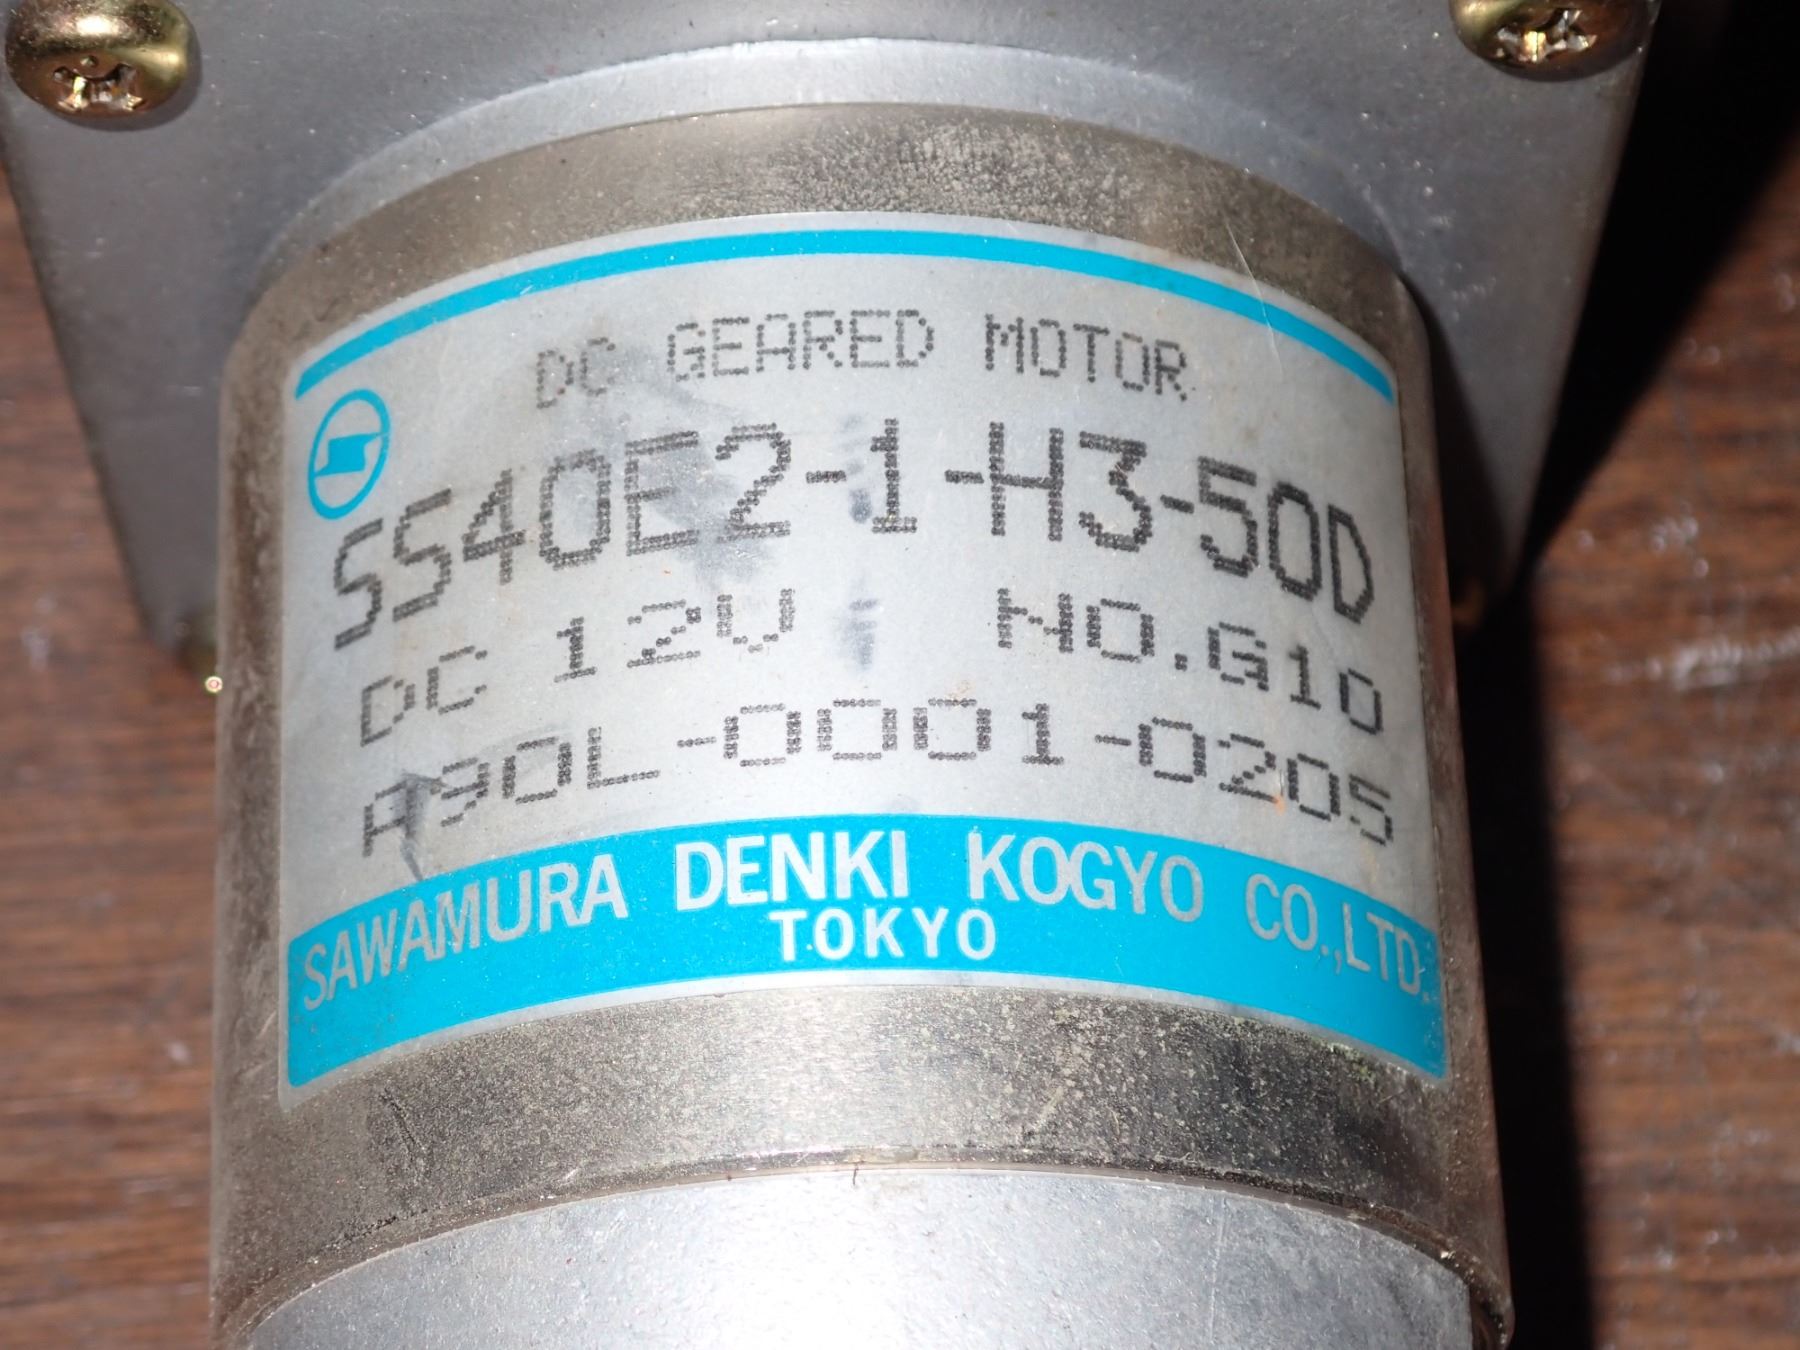 DC GEARED MOTOR
SS40E2-1-H3-50D
DC 12V NO.G10
A90L-0001-0205
SAWAMURA DENKI KOGYO CO.,LTD.
TOKYO